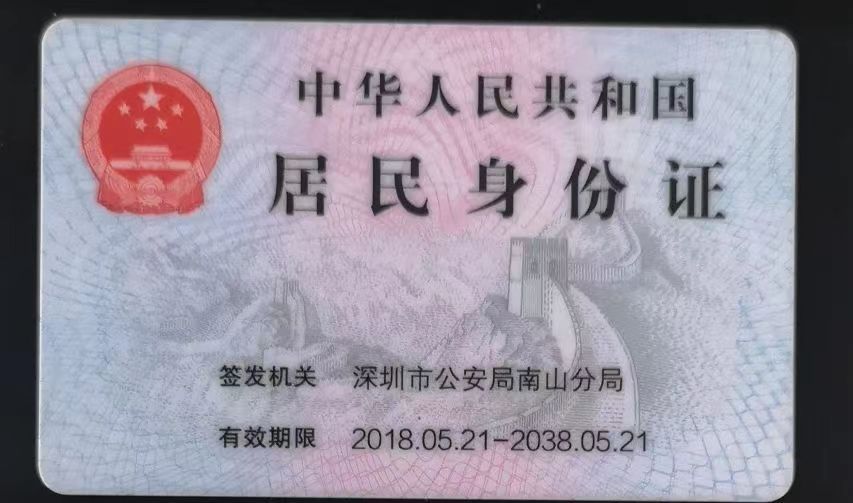 中华人民共和国
居民身份证
签发机关 深圳市公安局南山分局
有效期限 2018.05.21-2038.05.21